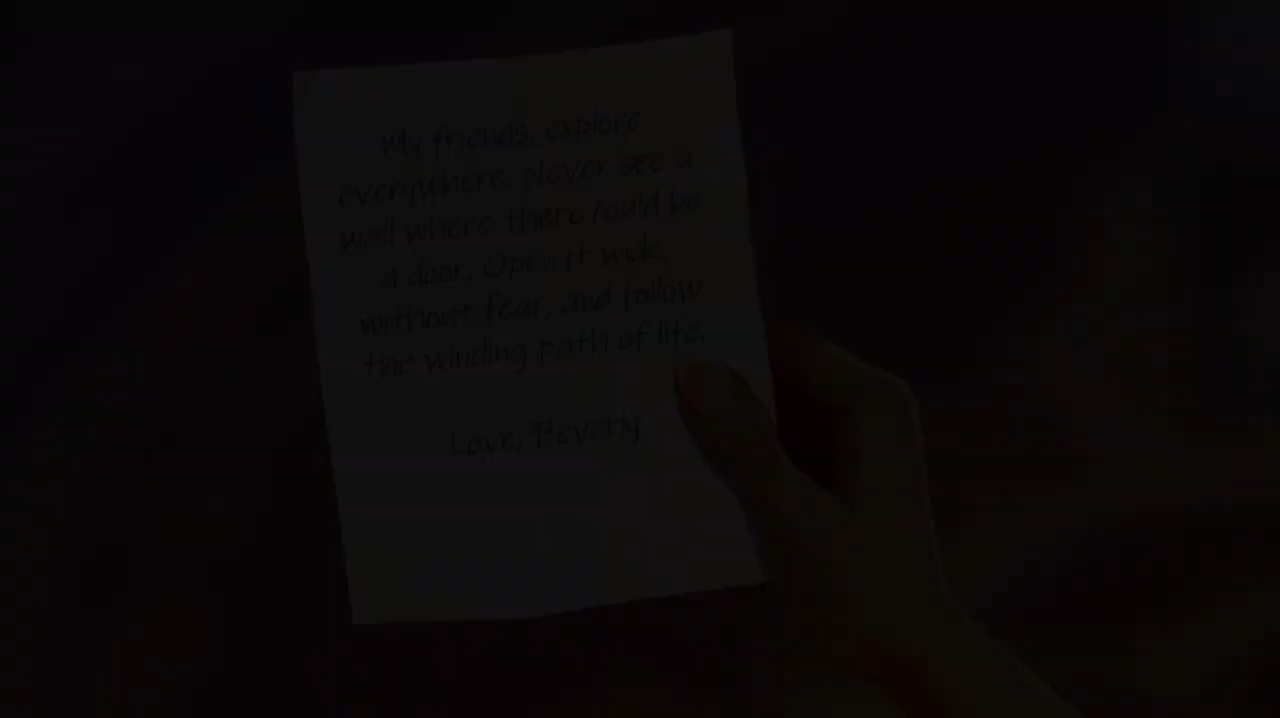 My friends, explore
everywhere. Never see a
wall where there could be
a door. Open it wide,
without fear, and follow
the winding path of life.
Love, Beverly